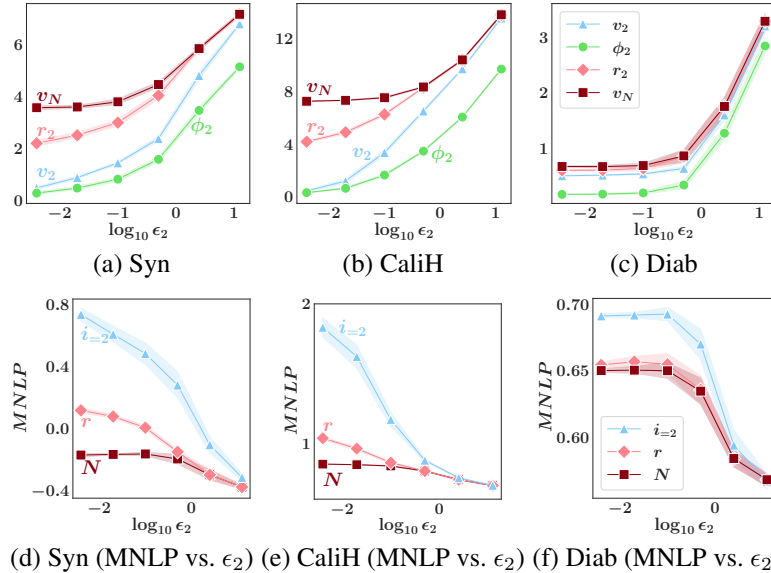 6
4
2
0
v_N
r_2
v_2
ϕ_2
−2 −1 0 1
log₁₀ ϵ₂
(a) Syn
12
8
4
0
v_N
r_2
v_2
ϕ_2
−2 −1 0 1
log₁₀ ϵ₂
(b) CaliH
3
2
1
v_2
ϕ_2
r_2
v_N
−2 −1 0 1
log₁₀ ϵ₂
(c) Diab
MNLP
0.8
0.4
0.0
−0.4
i=2
r
N
−2 0
log₁₀ ϵ₂
(d) Syn (MNLP vs. ϵ₂)
MNLP
2
1
i=2
r
N
−2 0
log₁₀ ϵ₂
(e) CaliH (MNLP vs. ϵ₂)
MNLP
0.70
0.65
0.60
i=2
r
N
−2 0
log₁₀ ϵ₂
(f) Diab (MNLP vs. ϵ₂